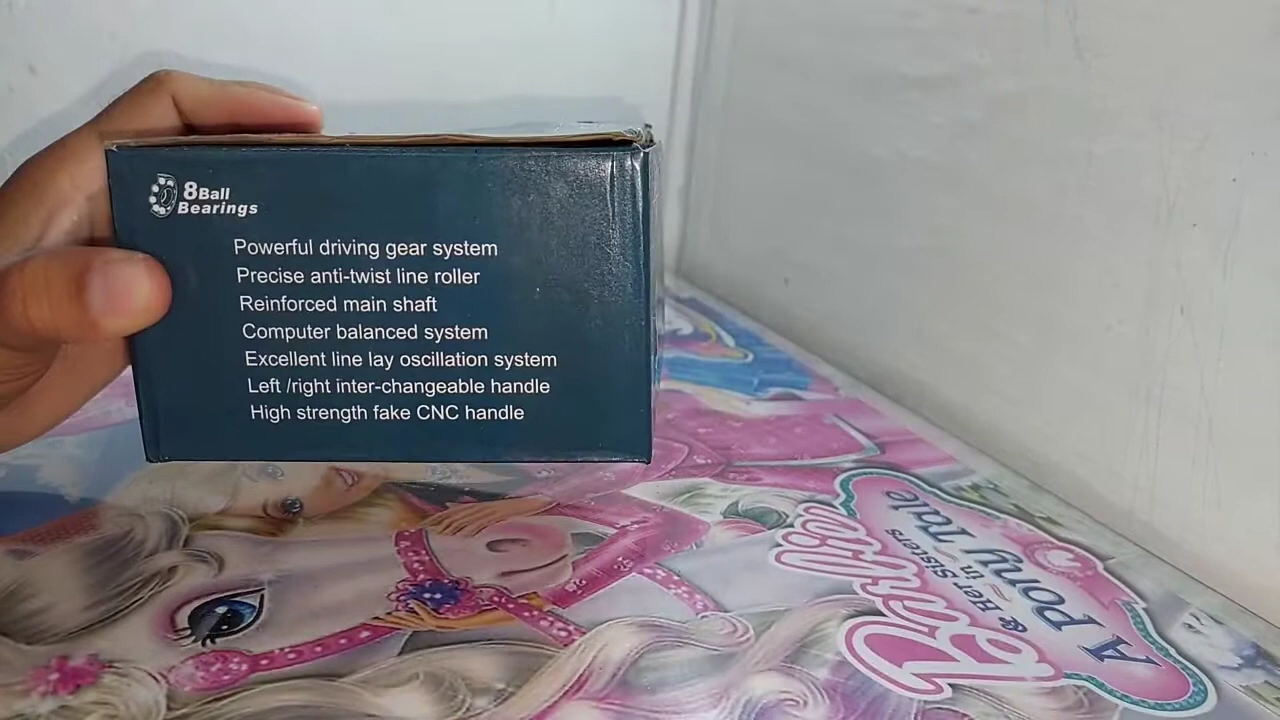 8Ball
Bearings
Powerful driving gear system
Precise anti-twist line roller
Reinforced main shaft
Computer balanced system
Excellent line lay oscillation system
Left /right inter-changeable handle
High strength fake CNC handle
Barbie
& Her Sisters
in
A Pony Tale